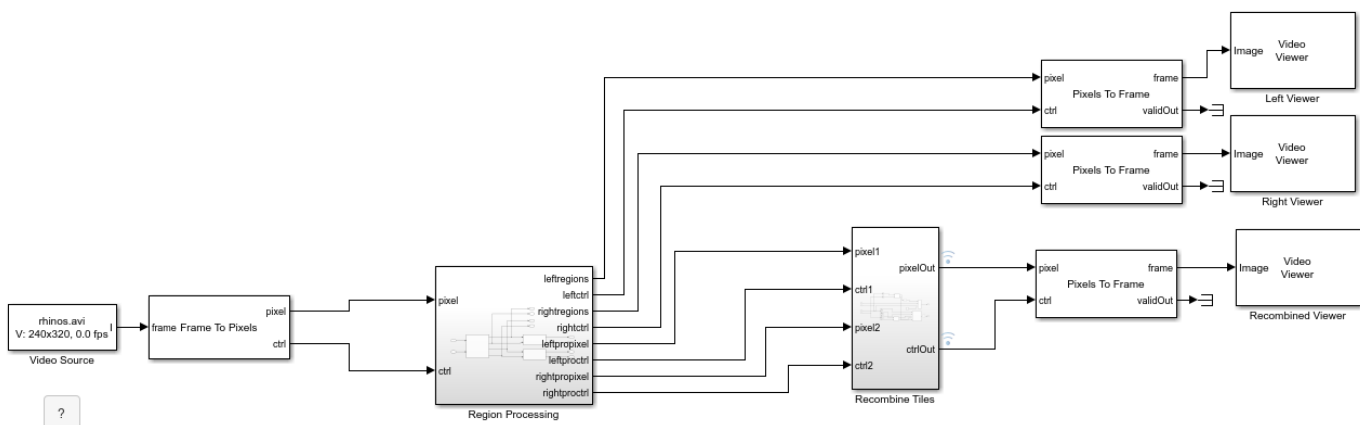 Video
Viewer
Image
Left Viewer
pixel
ctrl
Pixels To Frame
frame
validOut
Video
Viewer
Image
Right Viewer
pixel
ctrl
Pixels To Frame
frame
validOut
rhinos.avi
V: 240x320, 0.0 fps
I
Video Source
frame
Frame To Pixels
pixel
ctrl
pixel
ctrl
leftregions
leftctrl
rightregions
rightctrl
leftpropixel
leftproctrl
rightpropixel
rightproctrl
Region Processing
pixel1
ctrl1
pixel2
ctrl2
pixelOut
ctrlOut
Recombine Tiles
pixel
ctrl
Pixels To Frame
frame
validOut
Image
Video
Viewer
Recombined Viewer
?